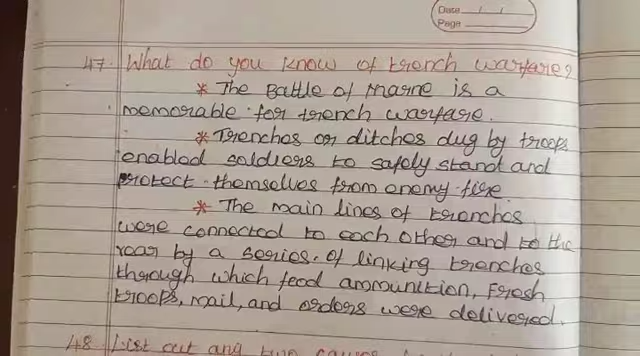 Date / /
Page
47. What do you know of trench warfare?
* The Battle of Marne is a
memorable for trench warfare.
* Trenches or ditches dug by troops
enabled soldiers to safely stand and
protect themselves from enemy fire.
* The main lines of trenches
were connected to each other and to the
rear by a series of linking trenches
through which food ammunition, Fresh
troops, mail, and orders were delivered.
48. List out any two causes